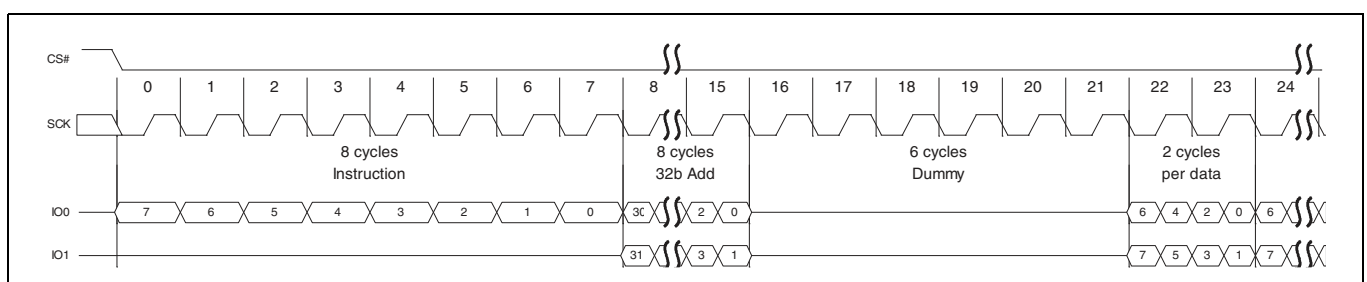 CS#
0 1 2 3 4 5 6 7 8 15 16 17 18 19 20 21 22 23 24
SCK
8 cycles 8 cycles 6 cycles 2 cycles
Instruction 32b Add Dummy per data
IO0 7 6 5 4 3 2 1 0 30 2 0 6 4 2 0 6
IO1 31 3 1 7 5 3 1 7